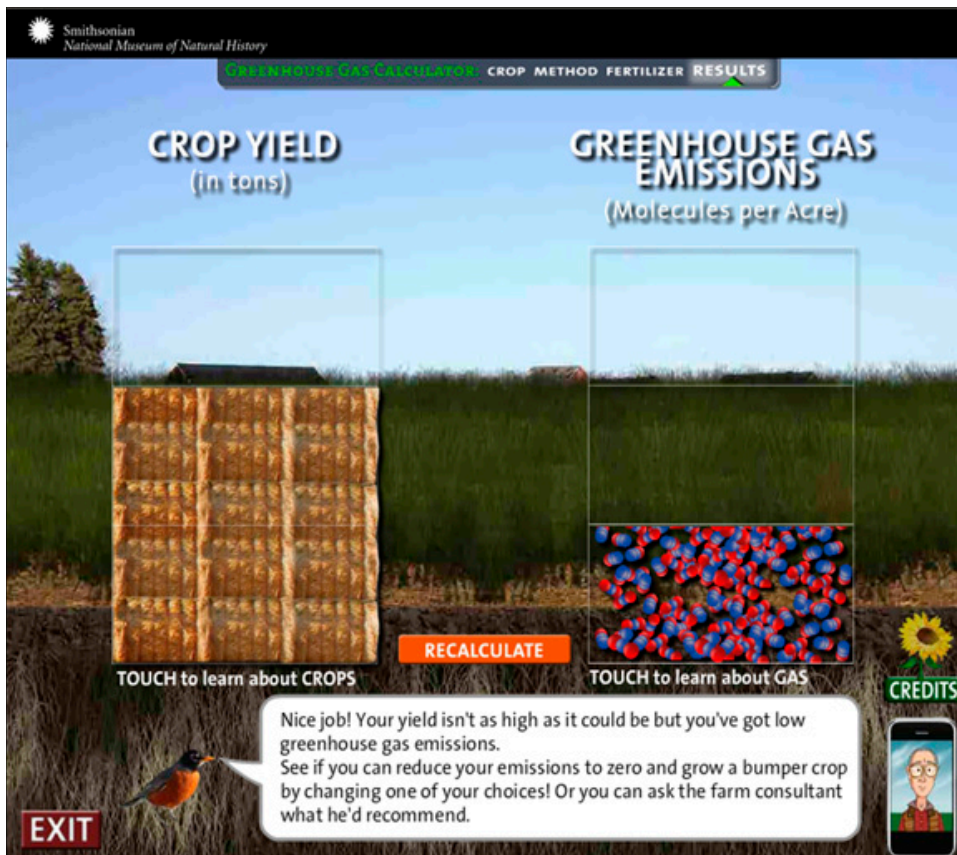 Smithsonian
National Museum of Natural History
GREENHOUSE GAS CALCULATOR: CROP METHOD FERTILIZER RESULTS
CROP YIELD
(in tons)
GREENHOUSE GAS
EMISSIONS
(Molecules per Acre)
RECALCULATE
TOUCH to learn about CROPS
TOUCH to learn about GAS
CREDITS
Nice job! Your yield isn't as high as it could be but you've got low
greenhouse gas emissions.
See if you can reduce your emissions to zero and grow a bumper crop
by changing one of your choices! Or you can ask the farm consultant
what he'd recommend.
EXIT